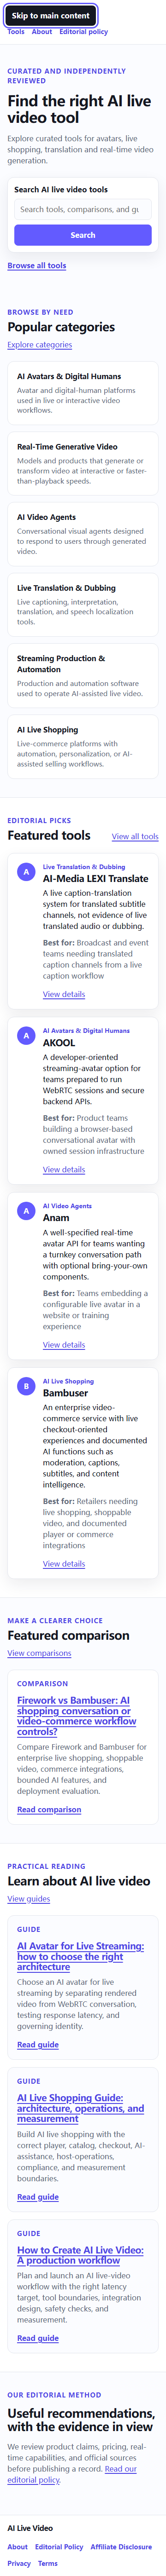 Skip to main content
Tools About Editorial policy
CURATED AND INDEPENDENTLY
REVIEWED
Find the right AI live
video tool
Explore curated tools for avatars, live
shopping, translation and real-time video
generation.
Search AI live video tools
Search tools, comparisons, and gu
Search
Browse all tools
BROWSE BY NEED
Popular categories
Explore categories
AI Avatars & Digital Humans
Avatar and digital-human platforms
used in live or interactive video
workflows.
Real-Time Generative Video
Models and products that generate or
transform video at interactive or faster-
than-playback speeds.
AI Video Agents
Conversational visual agents designed
to respond to users through generated
video.
Live Translation & Dubbing
Live captioning, interpretation,
translation, and speech localization
tools.
Streaming Production &
Automation
Production and automation software
used to operate AI-assisted live video.
AI Live Shopping
Live-commerce platforms with
automation, personalization, or AI-
assisted selling workflows.
EDITORIAL PICKS
Featured tools View all tools
A
Live Translation & Dubbing
AI-Media LEXI Translate
A live caption-translation
system for translated subtitle
channels, not evidence of live
translated audio or dubbing.
Best for: Broadcast and event
teams needing translated
caption channels from a live
caption workflow
View details
A
AI Avatars & Digital Humans
AKOOL
A developer-oriented
streaming-avatar option for
teams prepared to run
WebRTC sessions and secure
backend APIs.
Best for: Product teams
building a browser-based
conversational avatar with
owned session infrastructure
View details
A
AI Video Agents
Anam
A well-specified real-time
avatar API for teams wanting
a turnkey conversation path
with optional bring-your-own
components.
Best for: Teams embedding a
configurable live avatar in a
website or training
experience
View details
B
AI Live Shopping
Bambuser
An enterprise video-
commerce service with live
checkout-oriented
experiences and documented
AI functions such as
moderation, captions,
subtitles, and content
intelligence.
Best for: Retailers needing
live shopping, shoppable
video, and documented
player or commerce
integrations
View details
MAKE A CLEARER CHOICE
Featured comparison
View comparisons
COMPARISON
Firework vs Bambuser: AI
shopping conversation or
video-commerce workflow
controls?
Compare Firework and Bambuser for
enterprise live shopping, shoppable
video, commerce integrations,
bounded AI features, and
deployment evaluation.
Read comparison
PRACTICAL READING
Learn about AI live video
View guides
GUIDE
AI Avatar for Live Streaming:
how to choose the right
architecture
Choose an AI avatar for live
streaming by separating rendered
video from WebRTC conversation,
testing response latency, and
governing identity.
Read guide
GUIDE
AI Live Shopping Guide:
architecture, operations, and
measurement
Build AI live shopping with the
correct player, catalog, checkout, AI-
assistance, host-operations,
compliance, and measurement
boundaries.
Read guide
GUIDE
How to Create AI Live Video:
A production workflow
Plan and launch an AI live-video
workflow with the right latency
target, tool boundaries, integration
design, safety checks, and
measurement.
Read guide
OUR EDITORIAL METHOD
Useful recommendations,
with the evidence in view
We review product claims, pricing, real-
time capabilities, and official sources
before publishing a record. Read our
editorial policy.
AI Live Video
About Editorial Policy Affiliate Disclosure
Privacy Terms